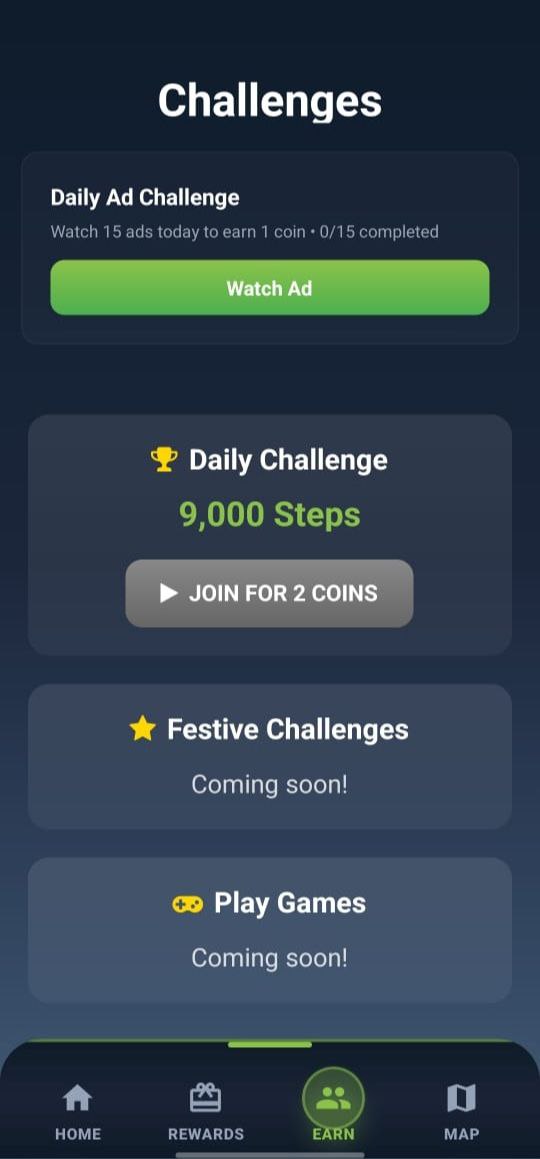 Challenges
Daily Ad Challenge
Watch 15 ads today to earn 1 coin • 0/15 completed
Watch Ad
Daily Challenge
9,000 Steps
JOIN FOR 2 COINS
Festive Challenges
Coming soon!
Play Games
Coming soon!
HOME
REWARDS
EARN
MAP